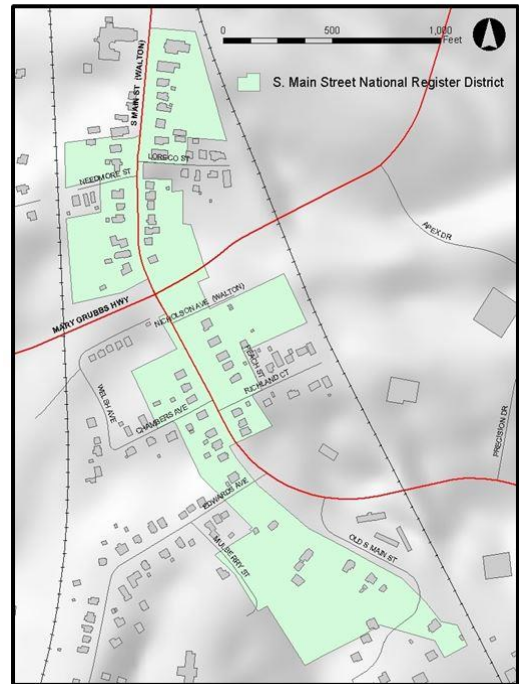 0 500 1,000
Feet
S. Main Street National Register District
S MAIN ST (WALTON)
LORECO ST
NEEDMORE ST
APEX DR
MARY GRUBBS HWY
NICHOLSON AVE (WALTON)
PEACH ST
RICHLAND CT
WELSH AVE
CHAMBERS AVE
PRECISION DR
EDWARDS AVE
OLD S MAIN ST
MULBERRY ST